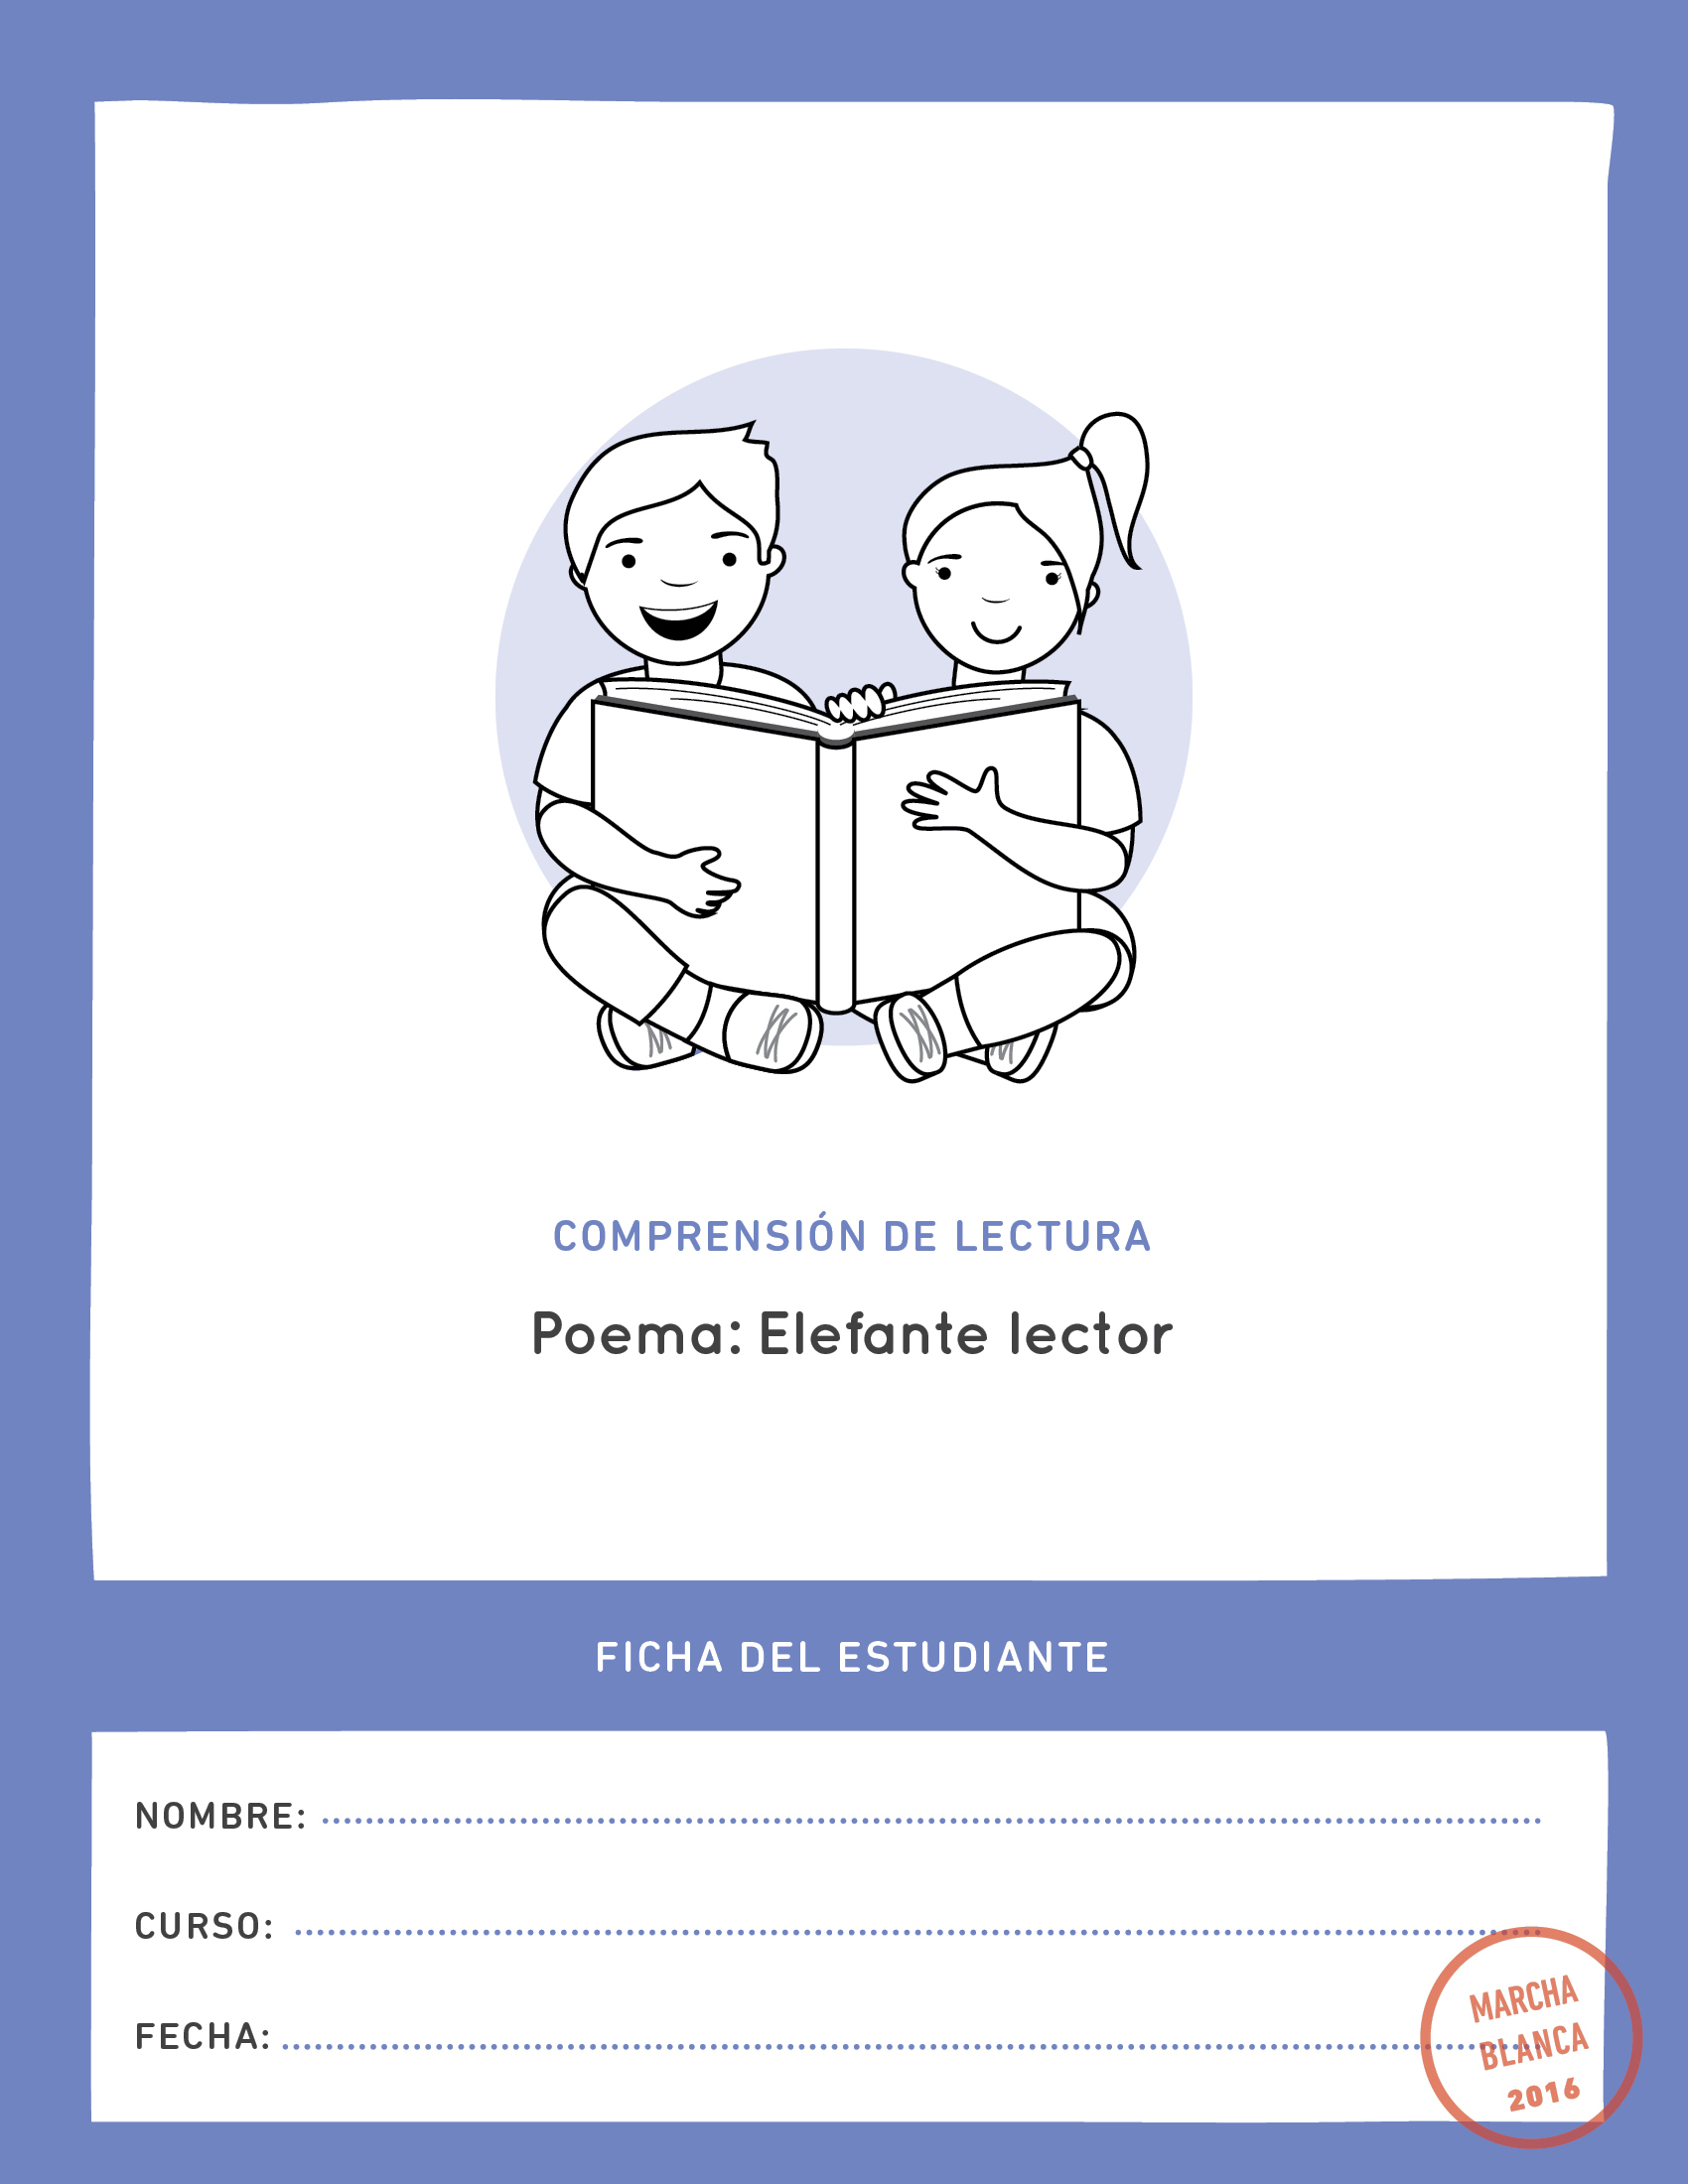 COMPRENSIÓN DE LECTURA
Poema: Elefante lector
FICHA DEL ESTUDIANTE
NOMBRE:
CURSO:
FECHA:
MARCHA
BLANCA
2016